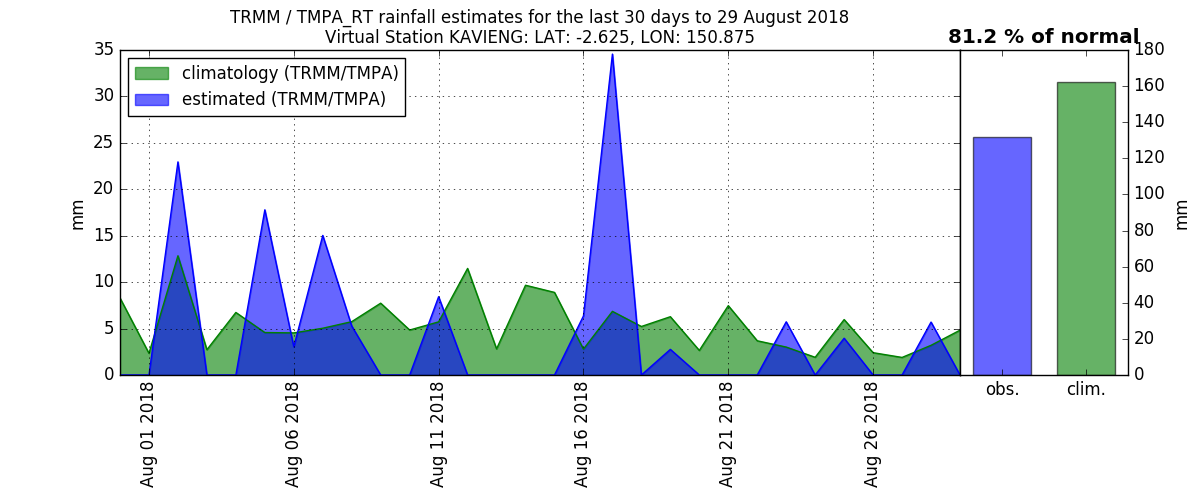 TRMM / TMPA_RT rainfall estimates for the last 30 days to 29 August 2018
Virtual Station KAVIENG: LAT: -2.625, LON: 150.875
81.2 % of normal
climatology (TRMM/TMPA)
estimated (TRMM/TMPA)
mm
35
30
25
20
15
10
5
0
Aug 01 2018
Aug 06 2018
Aug 11 2018
Aug 16 2018
Aug 21 2018
Aug 26 2018
obs.
clim.
180
160
140
120
100
80
60
40
20
0
mm